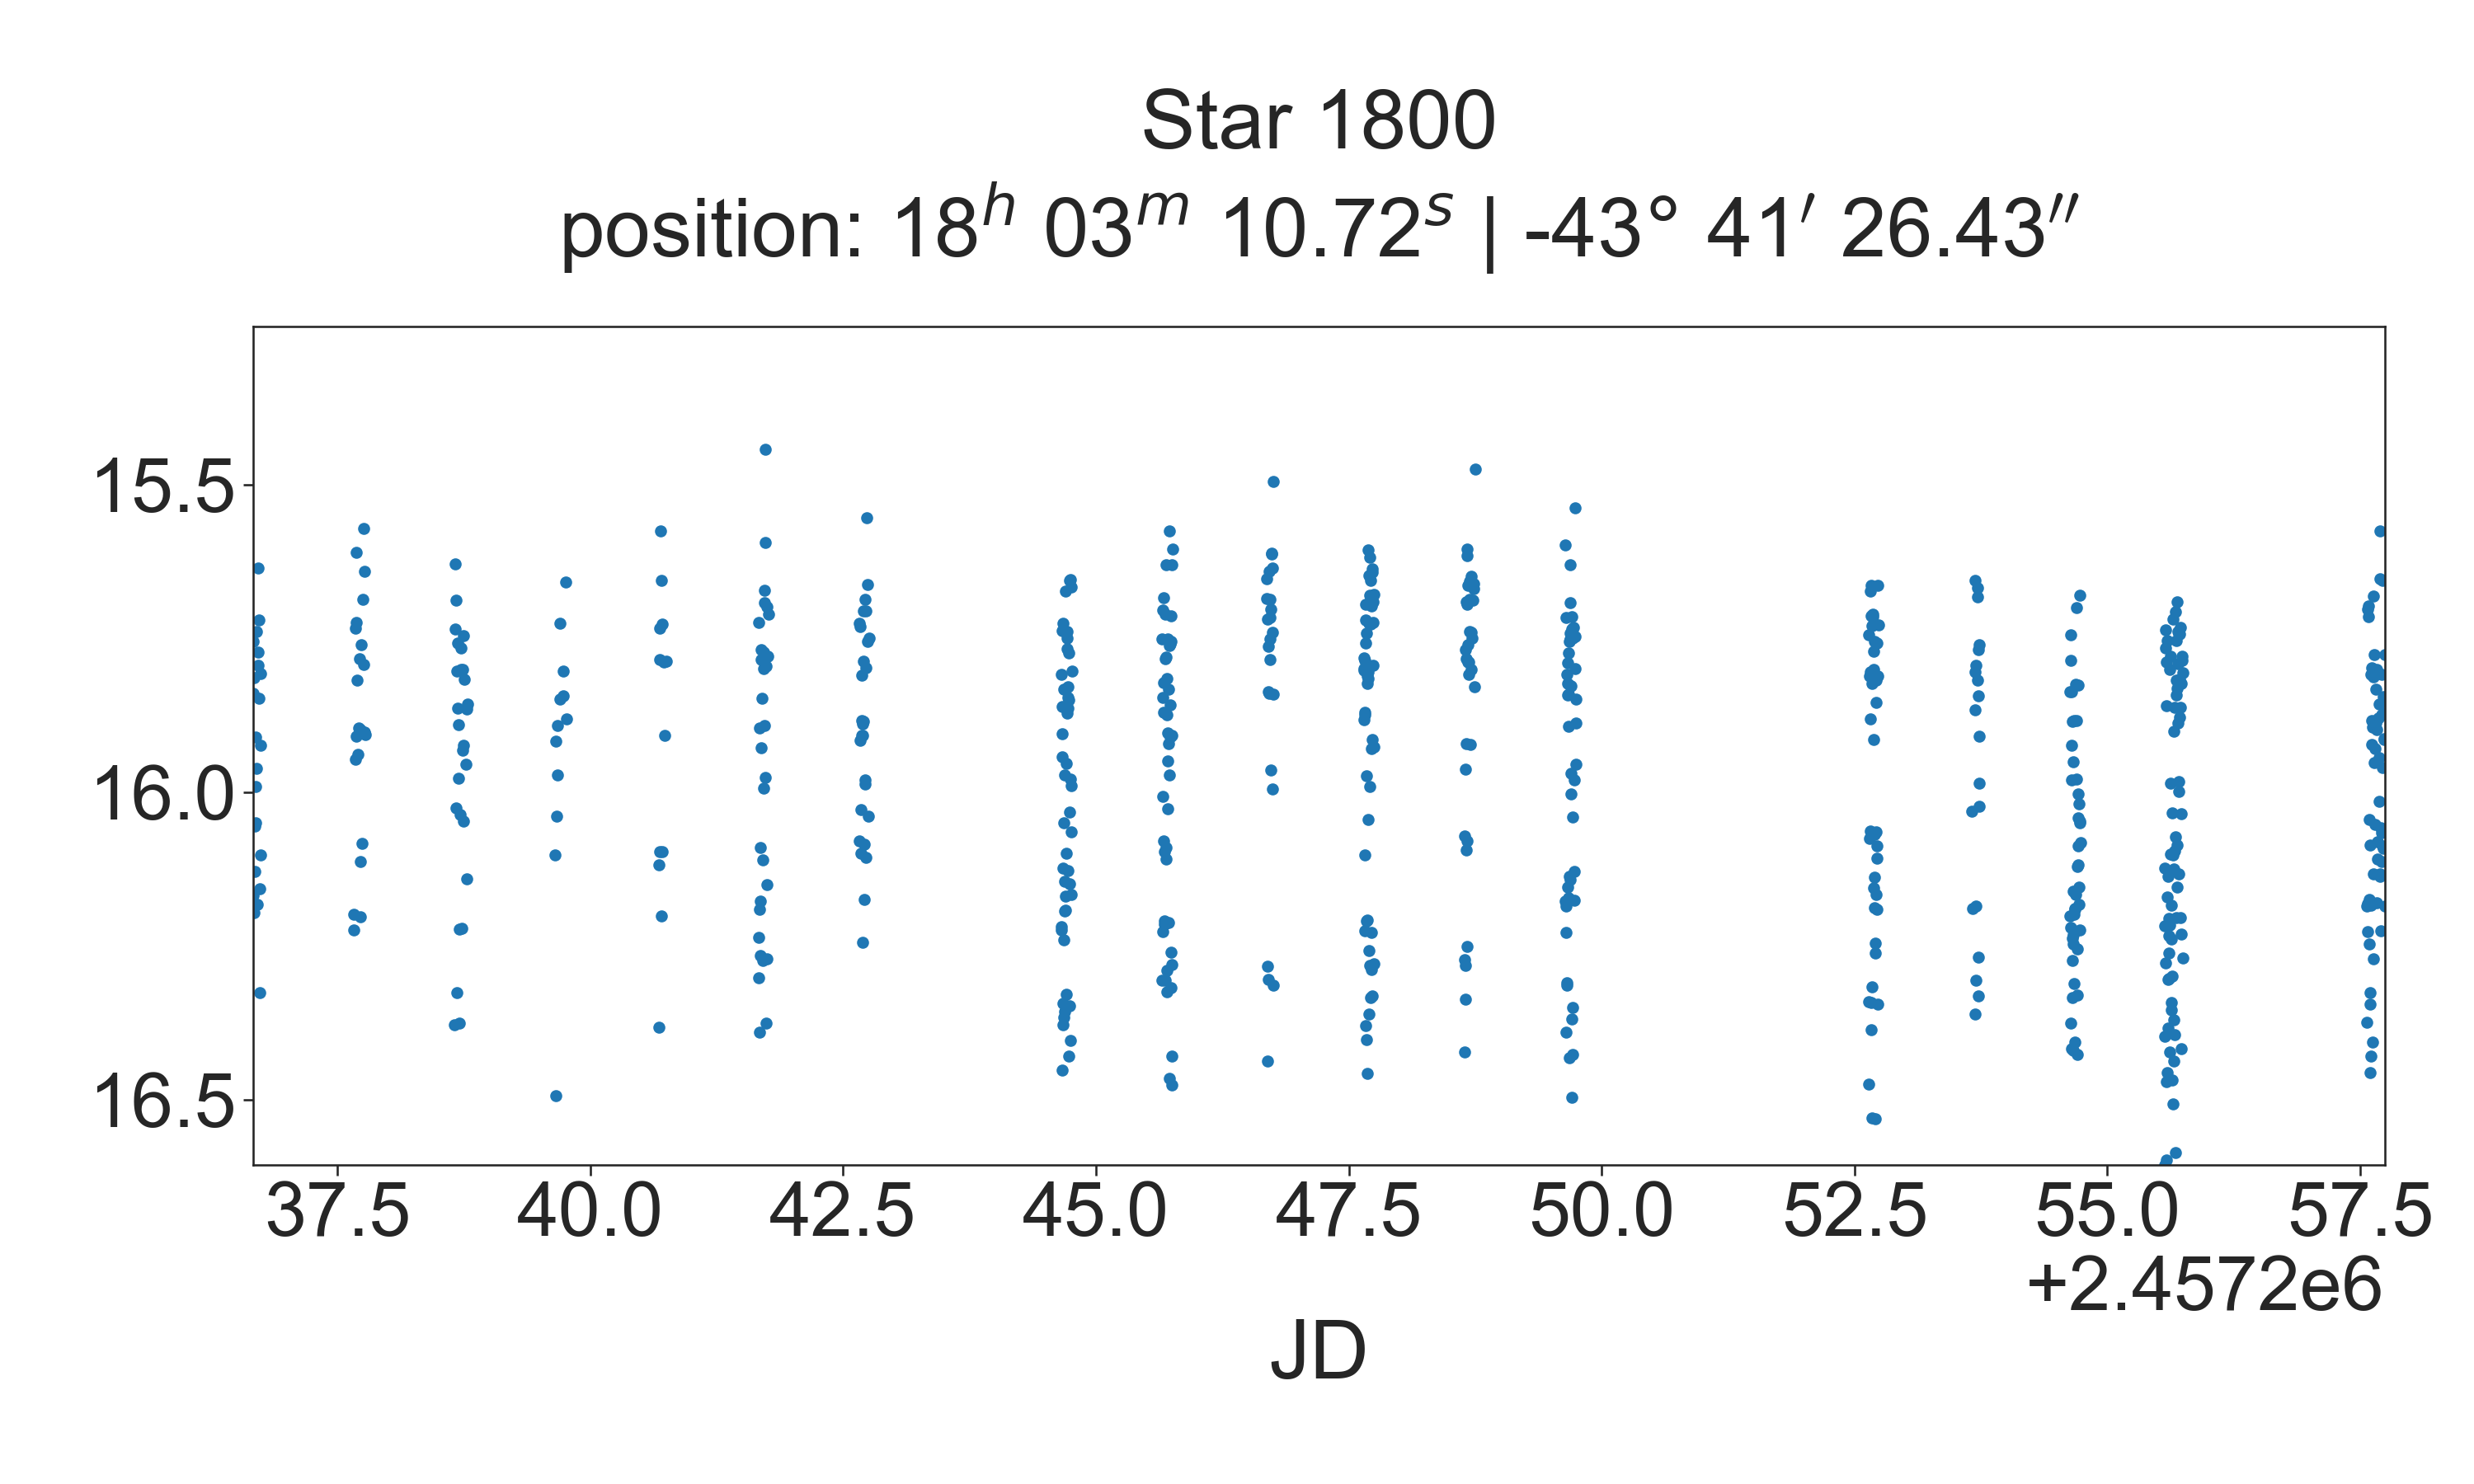 Star 1800
position: 18h 03m 10.72s | -43° 41′ 26.43′′
15.5
16.0
16.5
37.5 40.0 42.5 45.0 47.5 50.0 52.5 55.0 57.5
+2.4572e6
JD